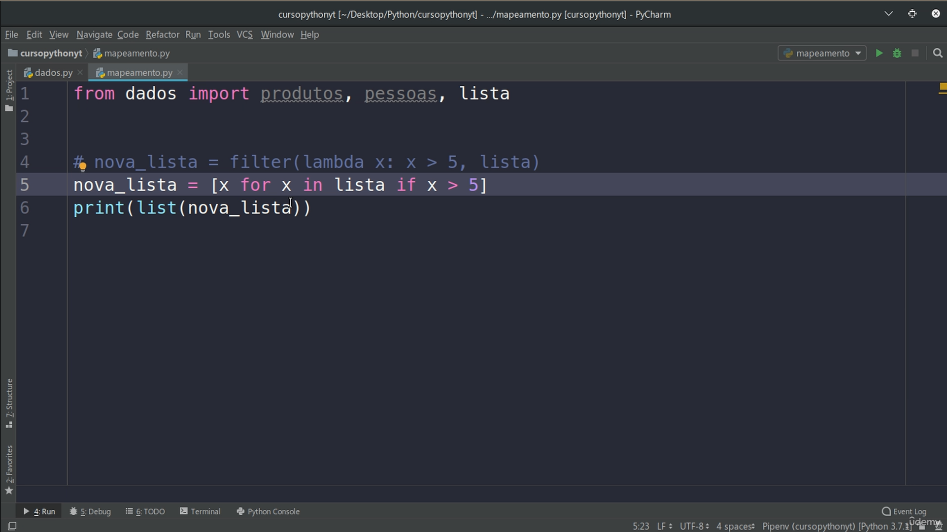 cursopythonyt [~/Desktop/Python/cursopythonyt] - .../mapeamento.py [cursopythonyt] - PyCharm
File Edit View Navigate Code Refactor Run Tools VCS Window Help
cursopythonyt mapeamento.py mapeamento
dados.py mapeamento.py
1: Project
1 from dados import produtos, pessoas, lista
2
3
4 # nova_lista = filter(lambda x: x > 5, lista)
5 nova_lista = [x for x in lista if x > 5]
6 print(list(nova_lista))
7
7: Structure
2: Favorites
4: Run 5: Debug 6: TODO Terminal Python Console Event Log
5:23 LF UTF-8 4 spaces Pipenv (cursopythonyt) [Python 3.7.
udemy